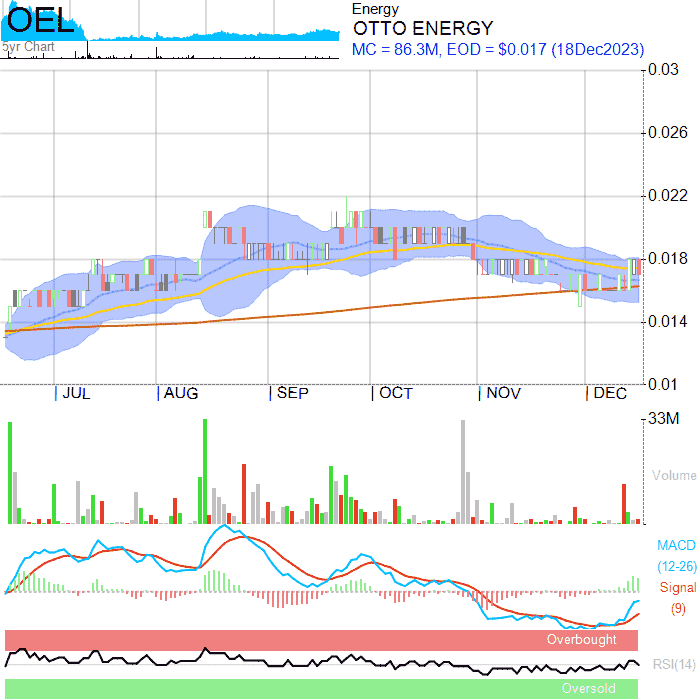 OEL
5yr Chart
Energy
OTTO ENERGY
MC = 86.3M, EOD = $0.017 (18Dec2023)
0.03
0.026
0.022
0.018
0.014
0.01
JUL AUG SEP OCT NOV DEC
33M
Volume
MACD
(12-26)
Signal
(9)
Overbought
RSI(14)
Oversold